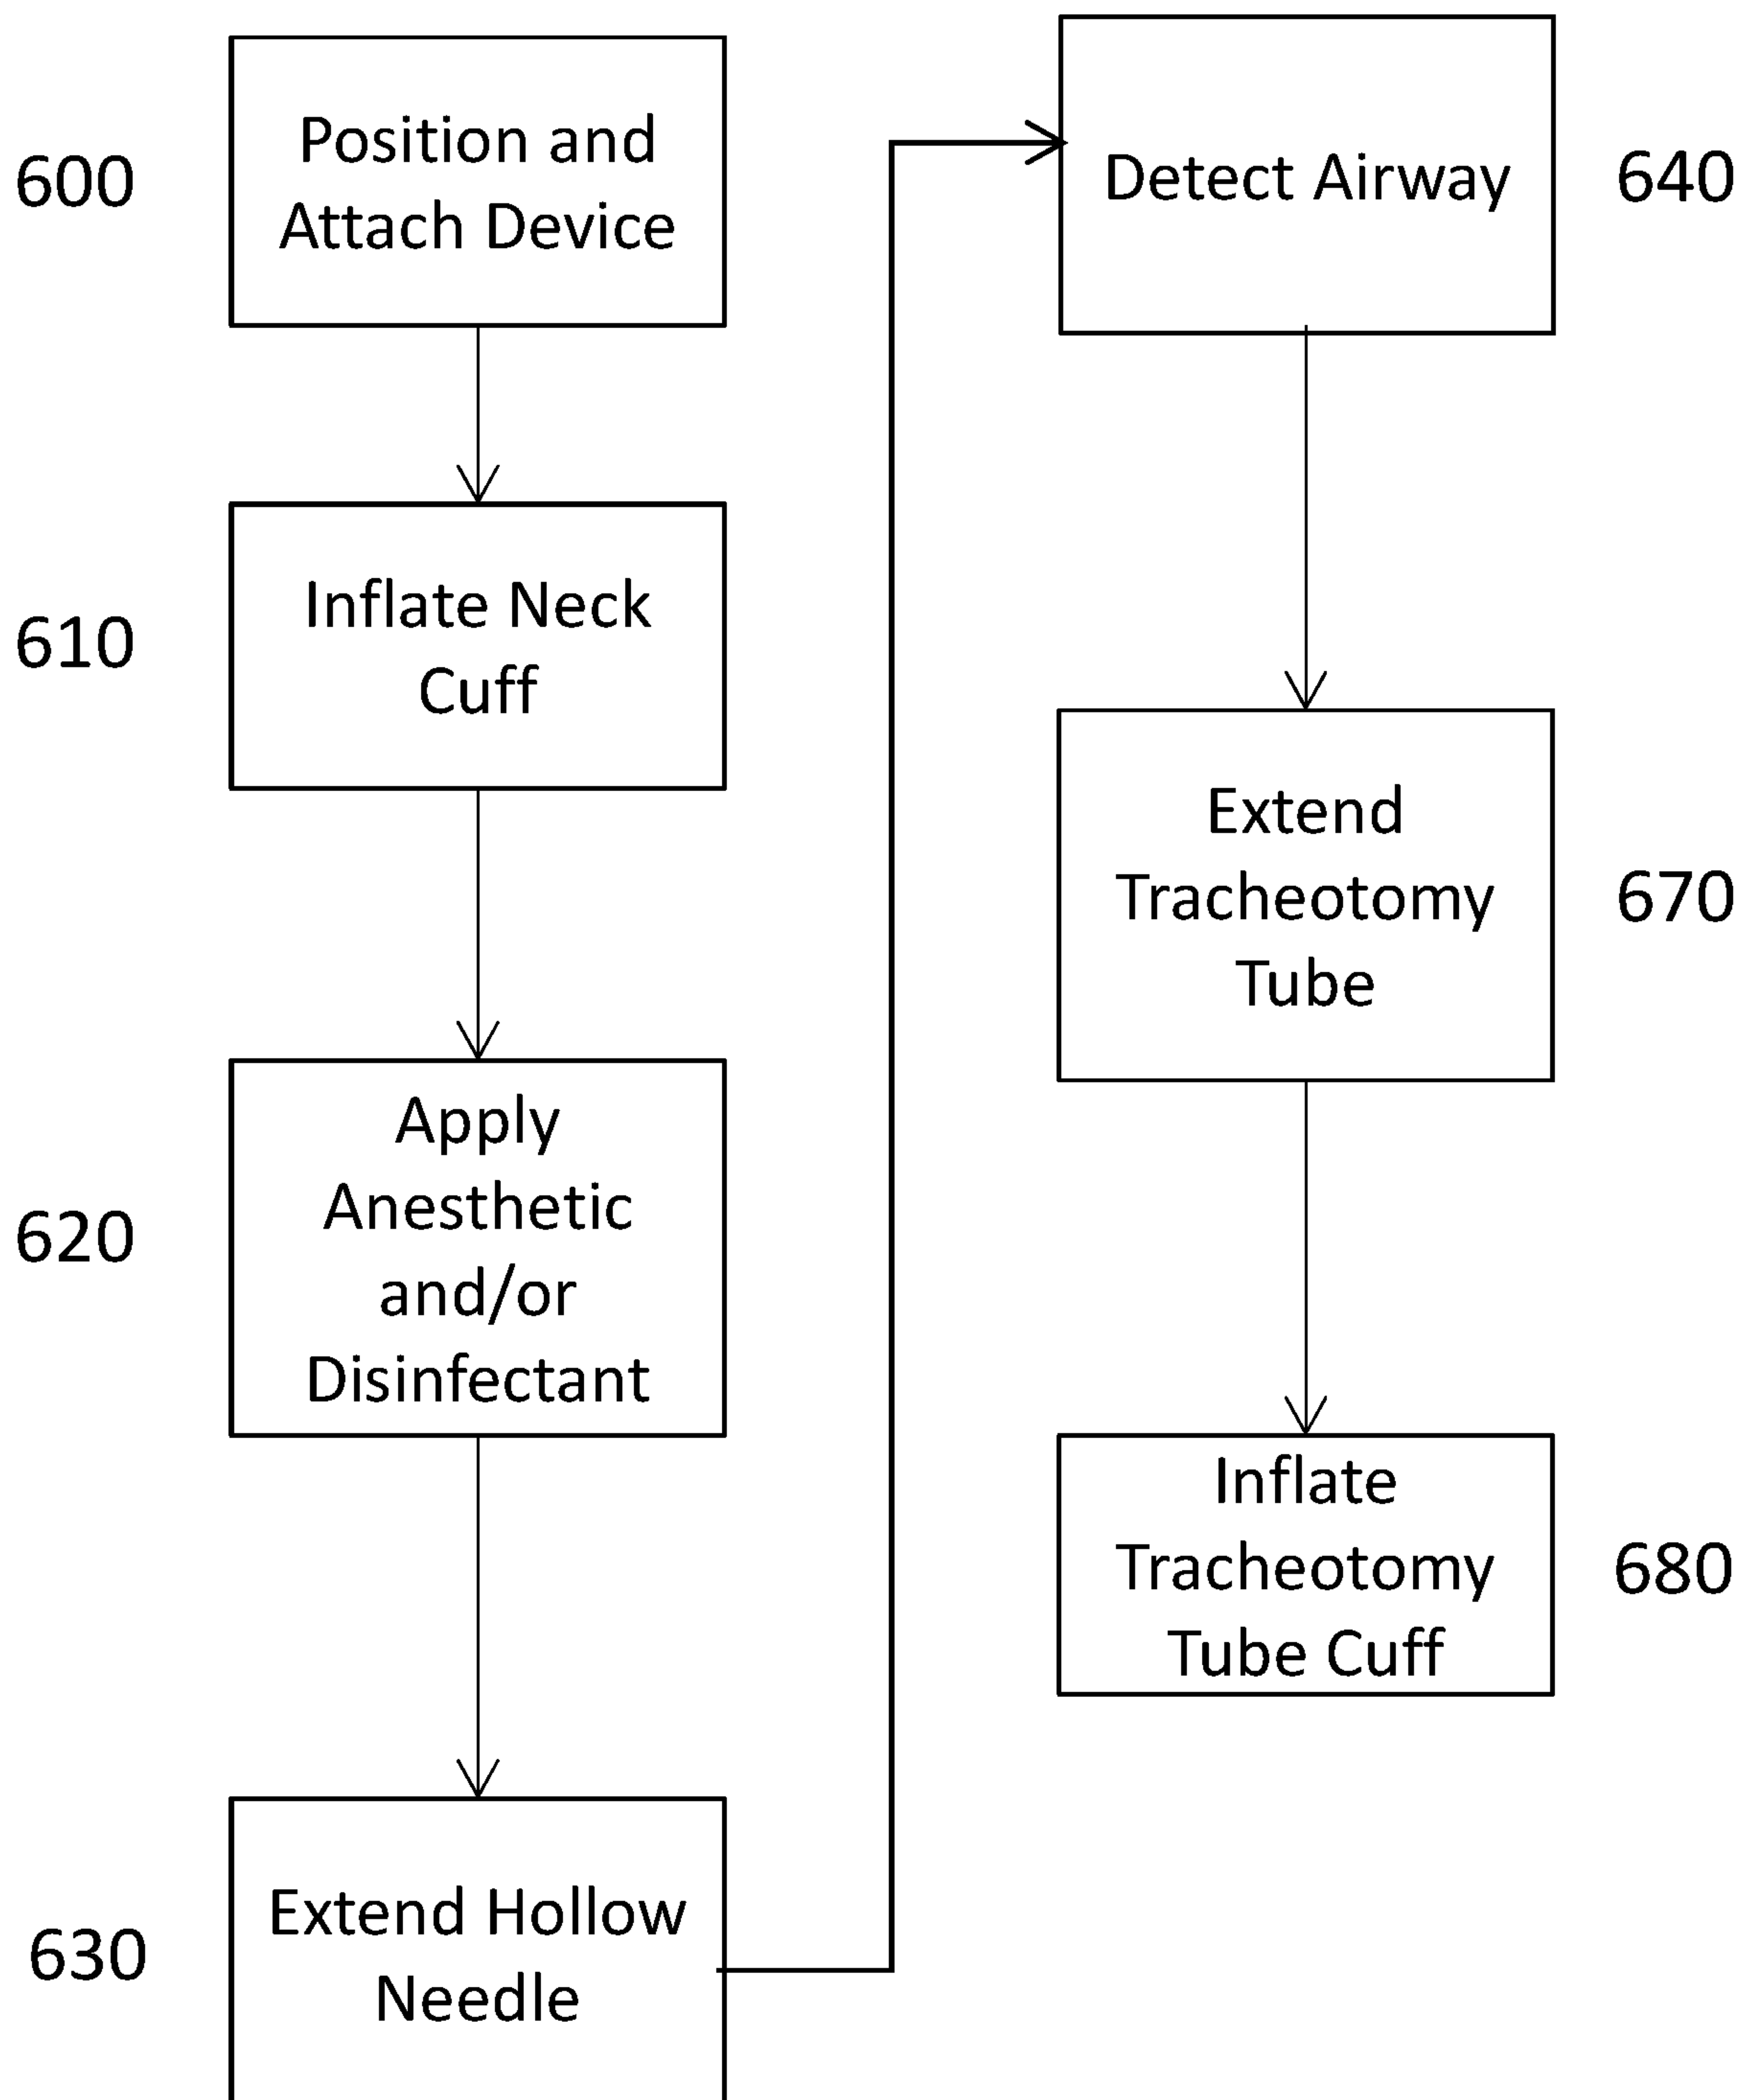 600
Position and
Attach Device
610
Inflate Neck
Cuff
620
Apply
Anesthetic
and/or
Disinfectant
630
Extend Hollow
Needle
Detect Airway
640
Extend
Tracheotomy
Tube
670
Inflate
Tracheotomy
Tube Cuff
680